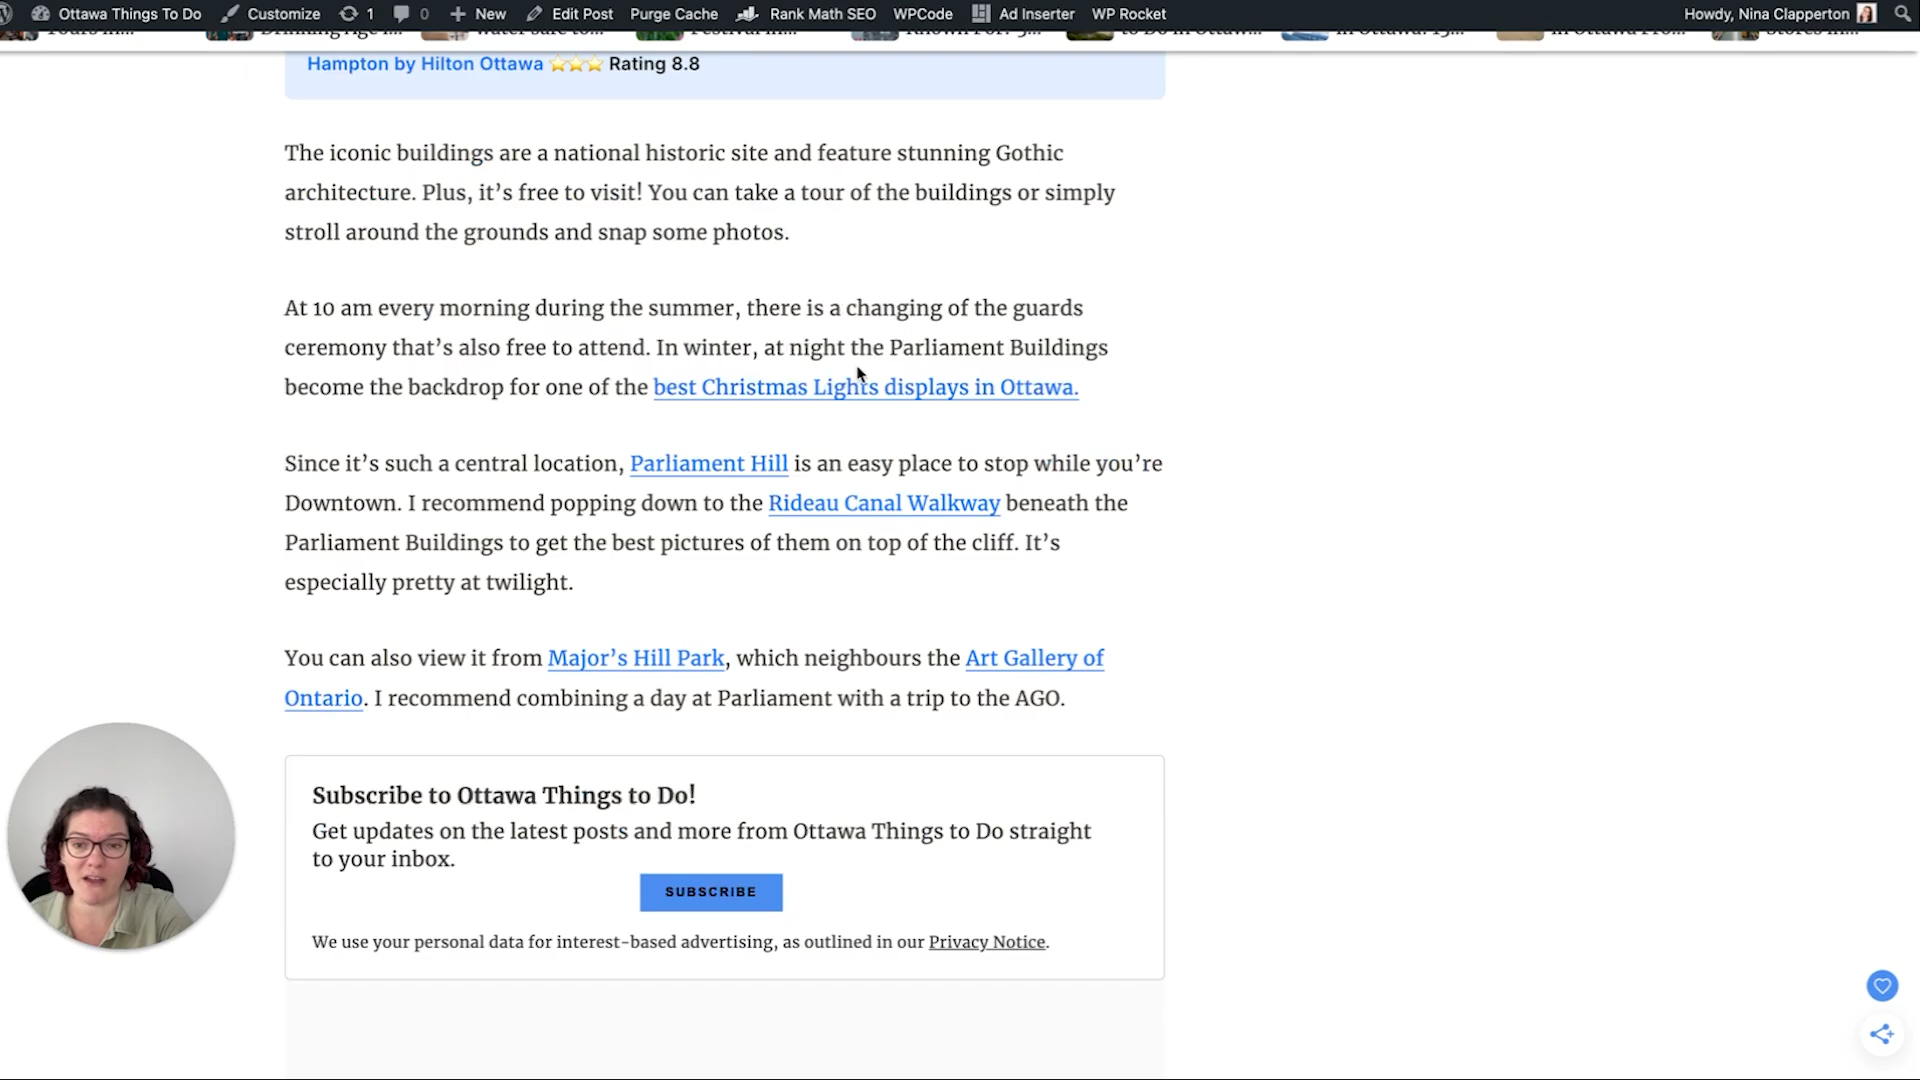 Ottawa Things To Do Customize 1 0 New Edit Post Purge Cache Rank Math SEO WPCode Ad Inserter WP Rocket Howdy, Nina Clapperton
Hampton by Hilton Ottawa ⭐⭐⭐ Rating 8.8
The iconic buildings are a national historic site and feature stunning Gothic
architecture. Plus, it’s free to visit! You can take a tour of the buildings or simply
stroll around the grounds and snap some photos.
At 10 am every morning during the summer, there is a changing of the guards
ceremony that’s also free to attend. In winter, at night the Parliament Buildings
become the backdrop for one of the best Christmas Lights displays in Ottawa.
Since it’s such a central location, Parliament Hill is an easy place to stop while you’re
Downtown. I recommend popping down to the Rideau Canal Walkway beneath the
Parliament Buildings to get the best pictures of them on top of the cliff. It’s
especially pretty at twilight.
You can also view it from Major’s Hill Park, which neighbours the Art Gallery of
Ontario. I recommend combining a day at Parliament with a trip to the AGO.
Subscribe to Ottawa Things to Do!
Get updates on the latest posts and more from Ottawa Things to Do straight
to your inbox.
SUBSCRIBE
We use your personal data for interest-based advertising, as outlined in our Privacy Notice.